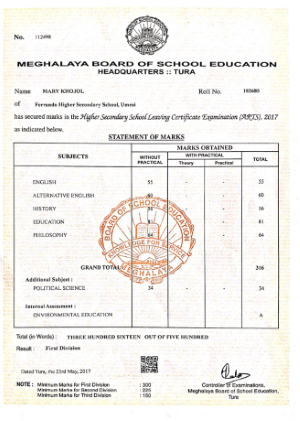 No. 112498
MEGHALAYA BOARD OF SCHOOL EDUCATION
HEADQUARTERS :: TURA
Name MARY KHOJOL Roll No.
of Fernando Higher Secondary School, Umsni
has secured marks in the Higher Secondary School Leaving Certificate Examination (ARTS), 2017
as indicated below.
STATEMENT OF MARKS
SUBJECTS MARKS OBTAINED
WITHOUT PRACTICAL WITH PRACTICAL TOTAL
Theory Practical
ENGLISH 55 - - 55
ALTERNATIVE ENGLISH 60 - - 60
HISTORY - - 16
EDUCATION 81 - - 81
PHILOSOPHY 64 - - 64
GRAND TOTAL 316
Additional Subject :
POLITICAL SCIENCE 34 - - 34
Internal Assessment :
ENVIRONMENTAL EDUCATION A
BOARD OF SCHOOL EDUCATION
KNOWLEDGE FOR SERVICE
MEGHALAYA
Total (in Words) : THREE HUNDRED SIXTEEN OUT OF FIVE HUNDRED
Result : First Division
Dated Tura, the 23rd May, 2017
Controller of Examinations,
Meghalaya Board of School Education,
Tura
NOTE : Minimum Marks for First Division : 300
Minimum Marks for Second Division : 225
Minimum Marks for Third Division : 150